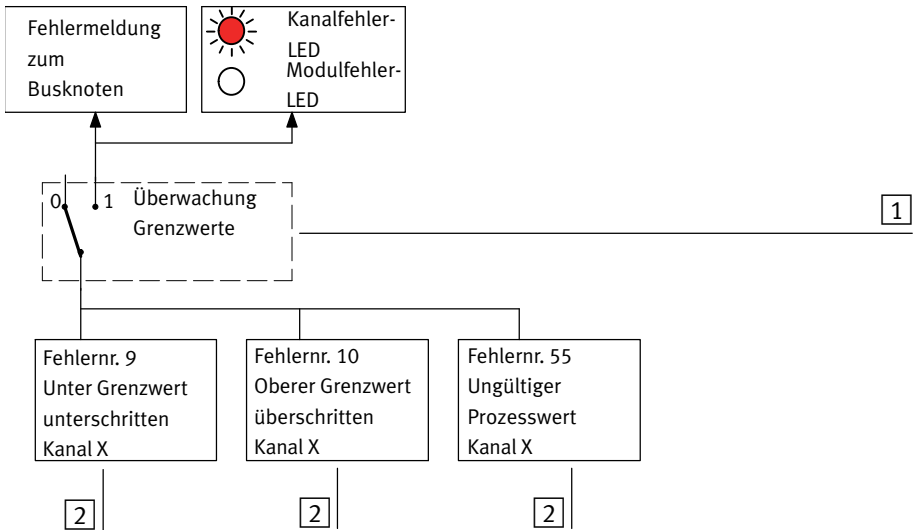 Fehlermeldung
zum
Busknoten
Kanalfehler-
LED
Modulfehler-
LED
0
1
Überwachung
Grenzwerte
1
Fehlernr. 9
Unter Grenzwert
unterschritten
Kanal X
Fehlernr. 10
Oberer Grenzwert
überschritten
Kanal X
Fehlernr. 55
Ungültiger
Prozesswert
Kanal X
2
2
2